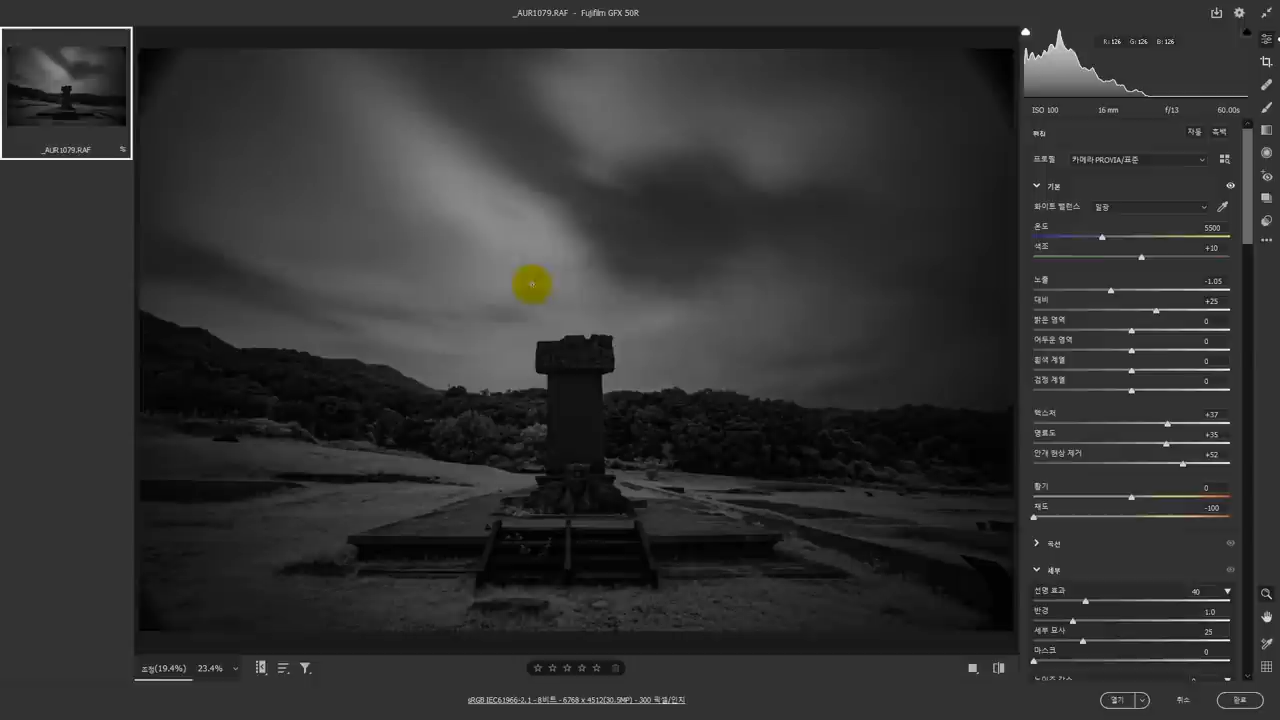 _AUR1079.RAF - Fujifilm GFX 50R
_AUR1079.RAF
R: 126 G: 126 B: 126
ISO 100 16 mm f/13 60.00s
편집 자동 흑백
프로필 카메라 PROVIA/표준
기본
화이트 밸런스 일광
온도 5500
색조 +10
노출 -1.05
대비 +25
밝은 영역 0
어두운 영역 0
흰색 계열 0
검정 계열 0
텍스처 +37
명료도 +35
안개 현상 제거 +52
활기 0
채도 -100
곡선
세부
선명 효과 40
반경 1.0
세부 묘사 25
마스크 0
노이즈 감소 0
조정(19.4%) 23.4%
sRGB IEC61966-2.1 - 8비트 - 6768 x 4512(30.5MP) - 300 픽셀/인치
열기 취소 완료